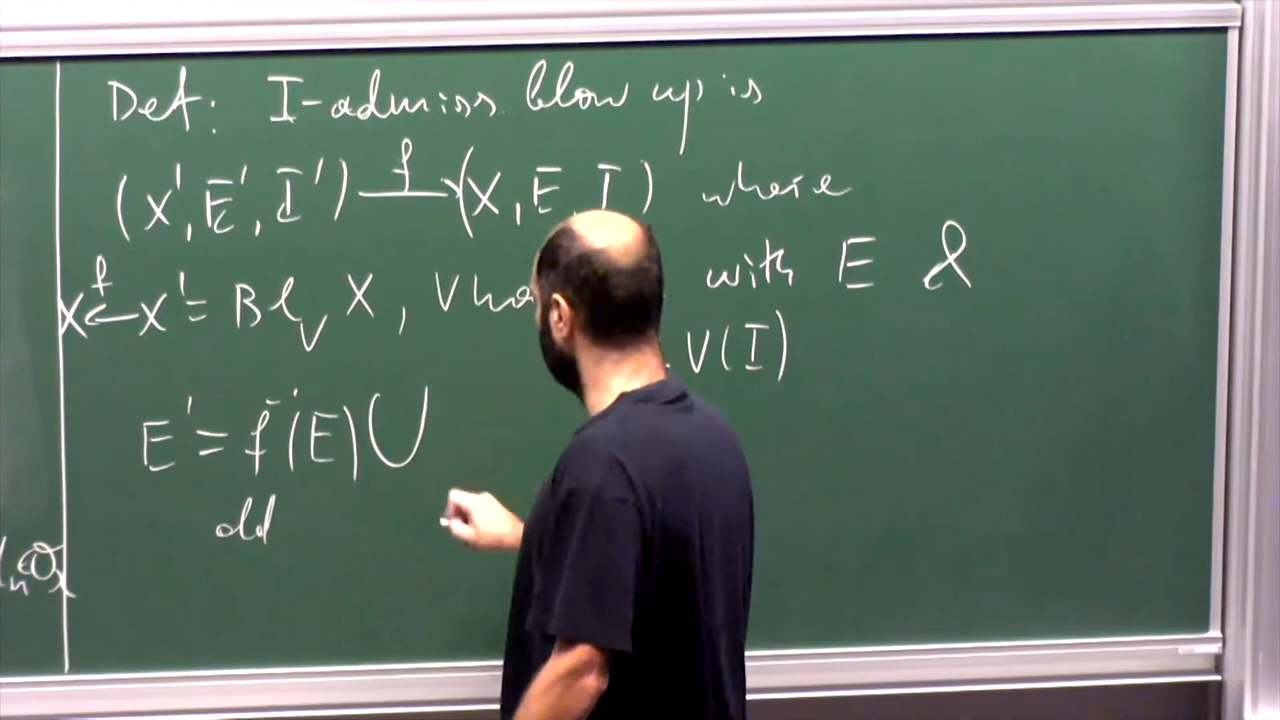 Def: I-admiss. blow up is
(X', E', I') —f→ (X, E, I) where
X ←f— X' = Bl_V X, V ha with E &
V(I)
E' = f⁻¹(E) ∪
old